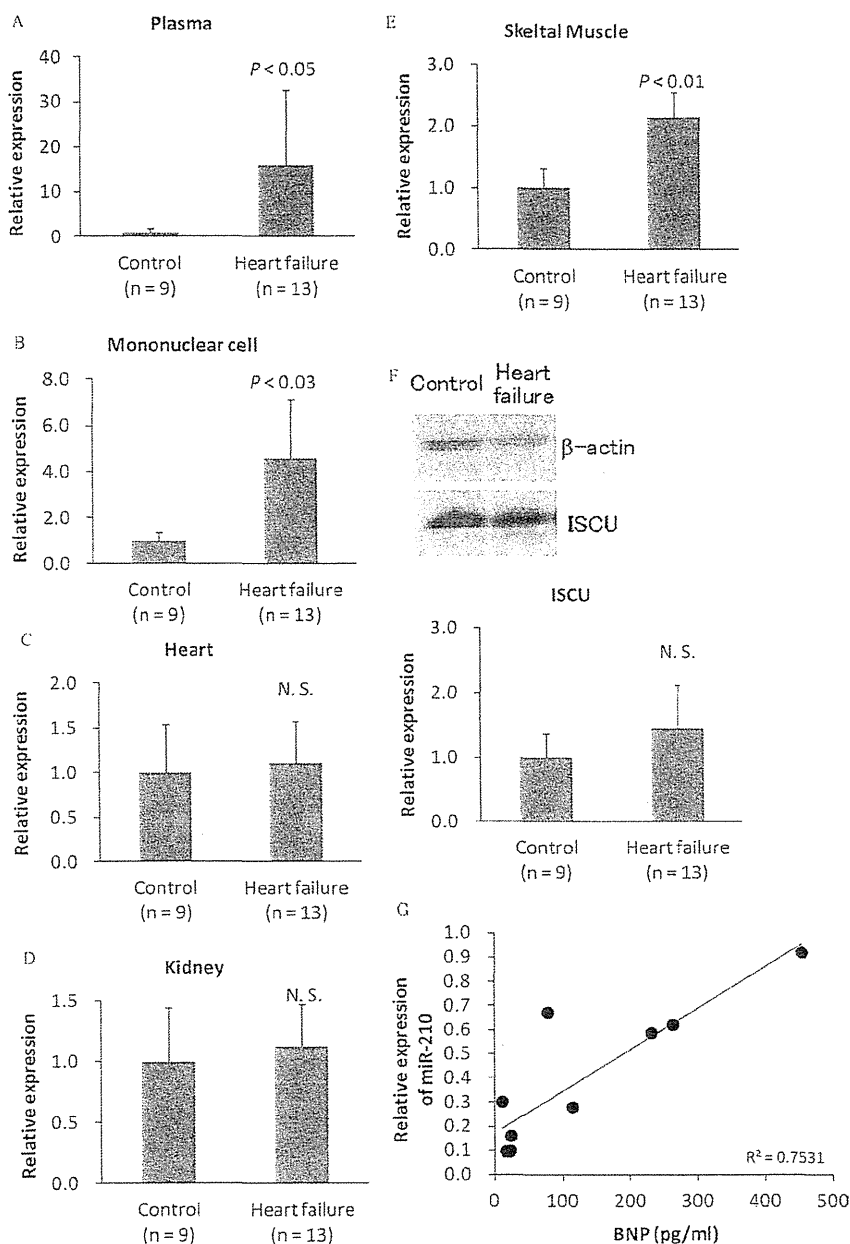 A
Plasma
Relative expression
40
30
20
10
0
P < 0.05
Control
(n = 9)
Heart failure
(n = 13)
B
Mononuclear cell
Relative expression
8.0
6.0
4.0
2.0
0.0
P < 0.03
Control
(n = 9)
Heart failure
(n = 13)
C
Heart
Relative expression
2.0
1.5
1.0
0.5
0.0
N. S.
Control
(n = 9)
Heart failure
(n = 13)
D
Kidney
Relative expression
1.5
1.0
0.5
0.0
N. S.
Control
(n = 9)
Heart failure
(n = 13)
E
Skeltal Muscle
Relative expression
3.0
2.0
1.0
0.0
P < 0.01
Control
(n = 9)
Heart failure
(n = 13)
F
Control
Heart
failure
β-actin
ISCU
ISCU
Relative expression
3.0
2.0
1.0
0.0
N. S.
Control
(n = 9)
Heart failure
(n = 13)
G
Relative expression
of miR-210
1.0
0.9
0.8
0.7
0.6
0.5
0.4
0.3
0.2
0.1
0.0
R² = 0.7531
0
100
200
300
400
500
BNP (pg/ml)